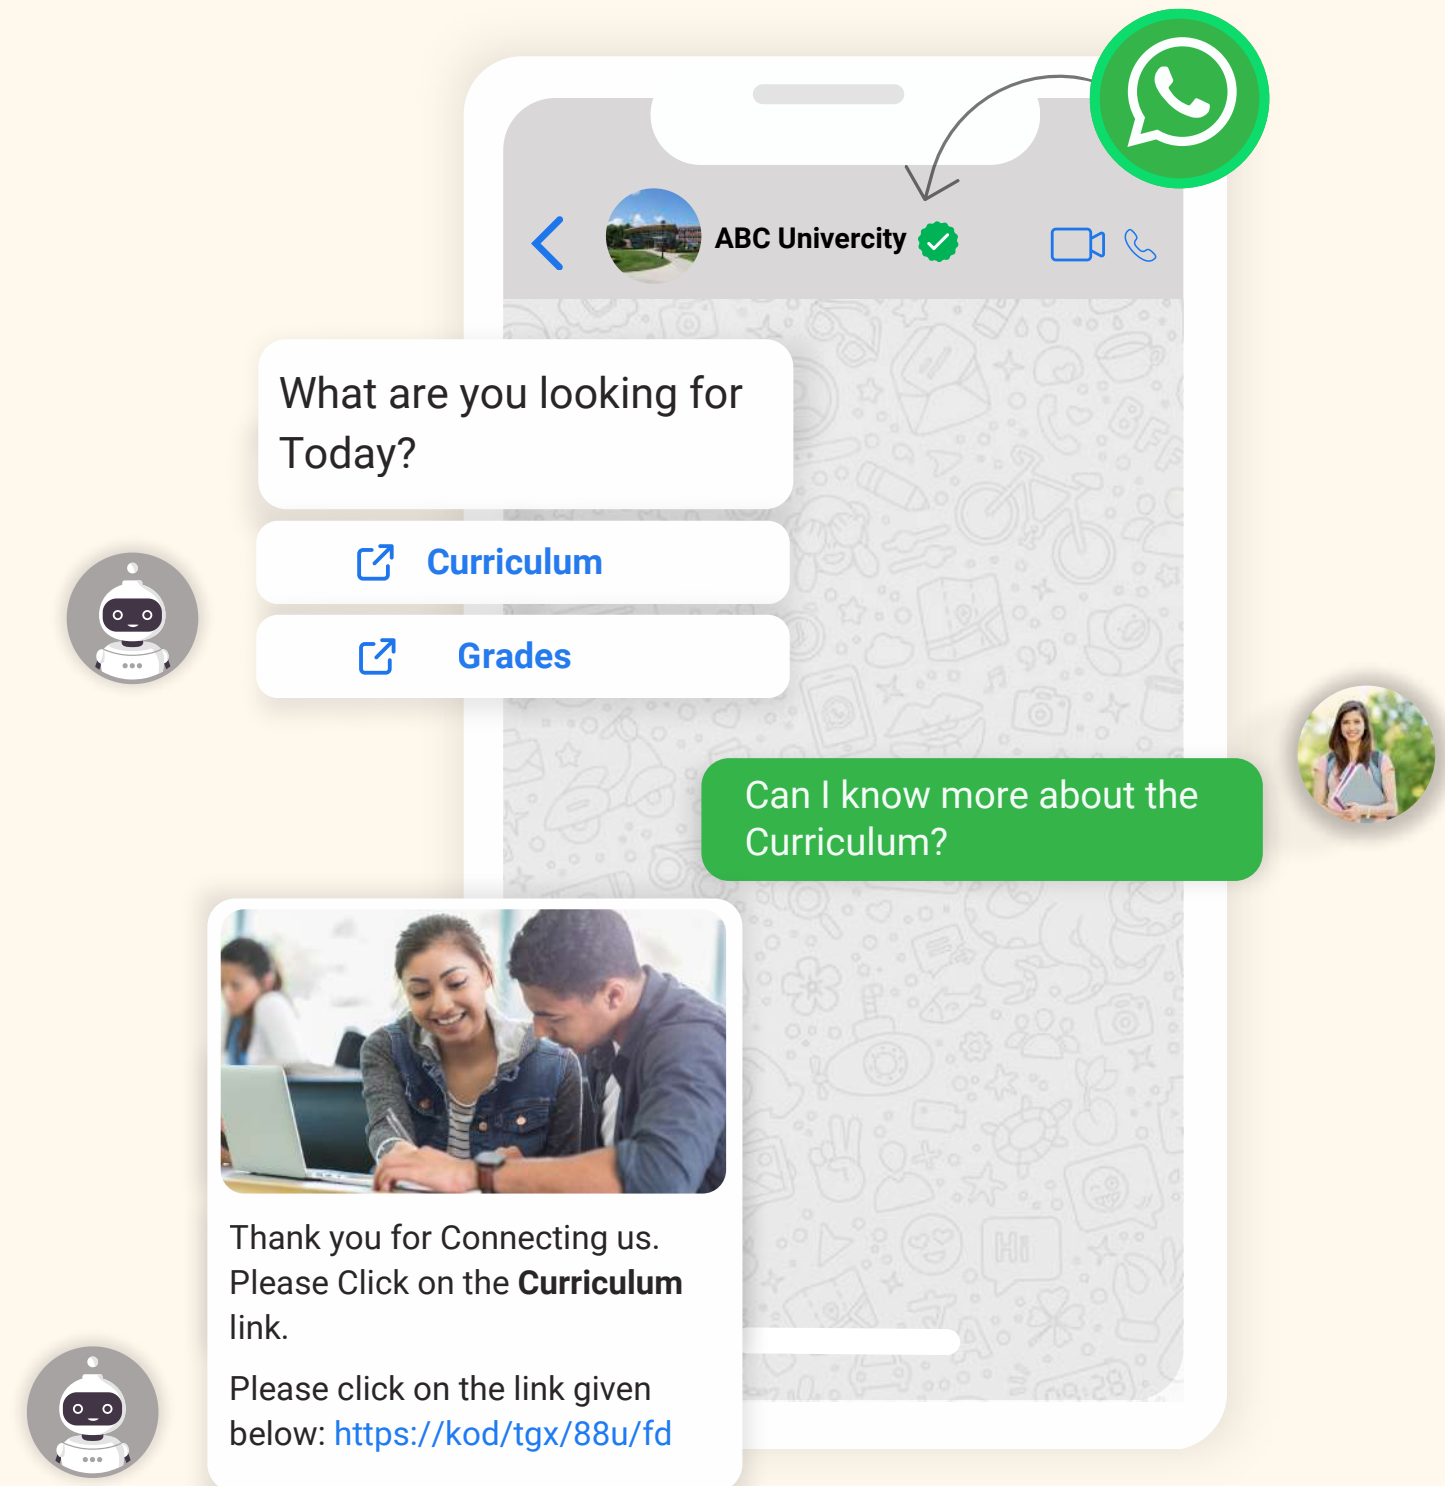 ABC Univercity
What are you looking for
Today?
Curriculum
Grades
Can I know more about the
Curriculum?
Thank you for Connecting us.
Please Click on the Curriculum
link.
Please click on the link given
below: https://kod/tgx/88u/fd
BFF
Hi